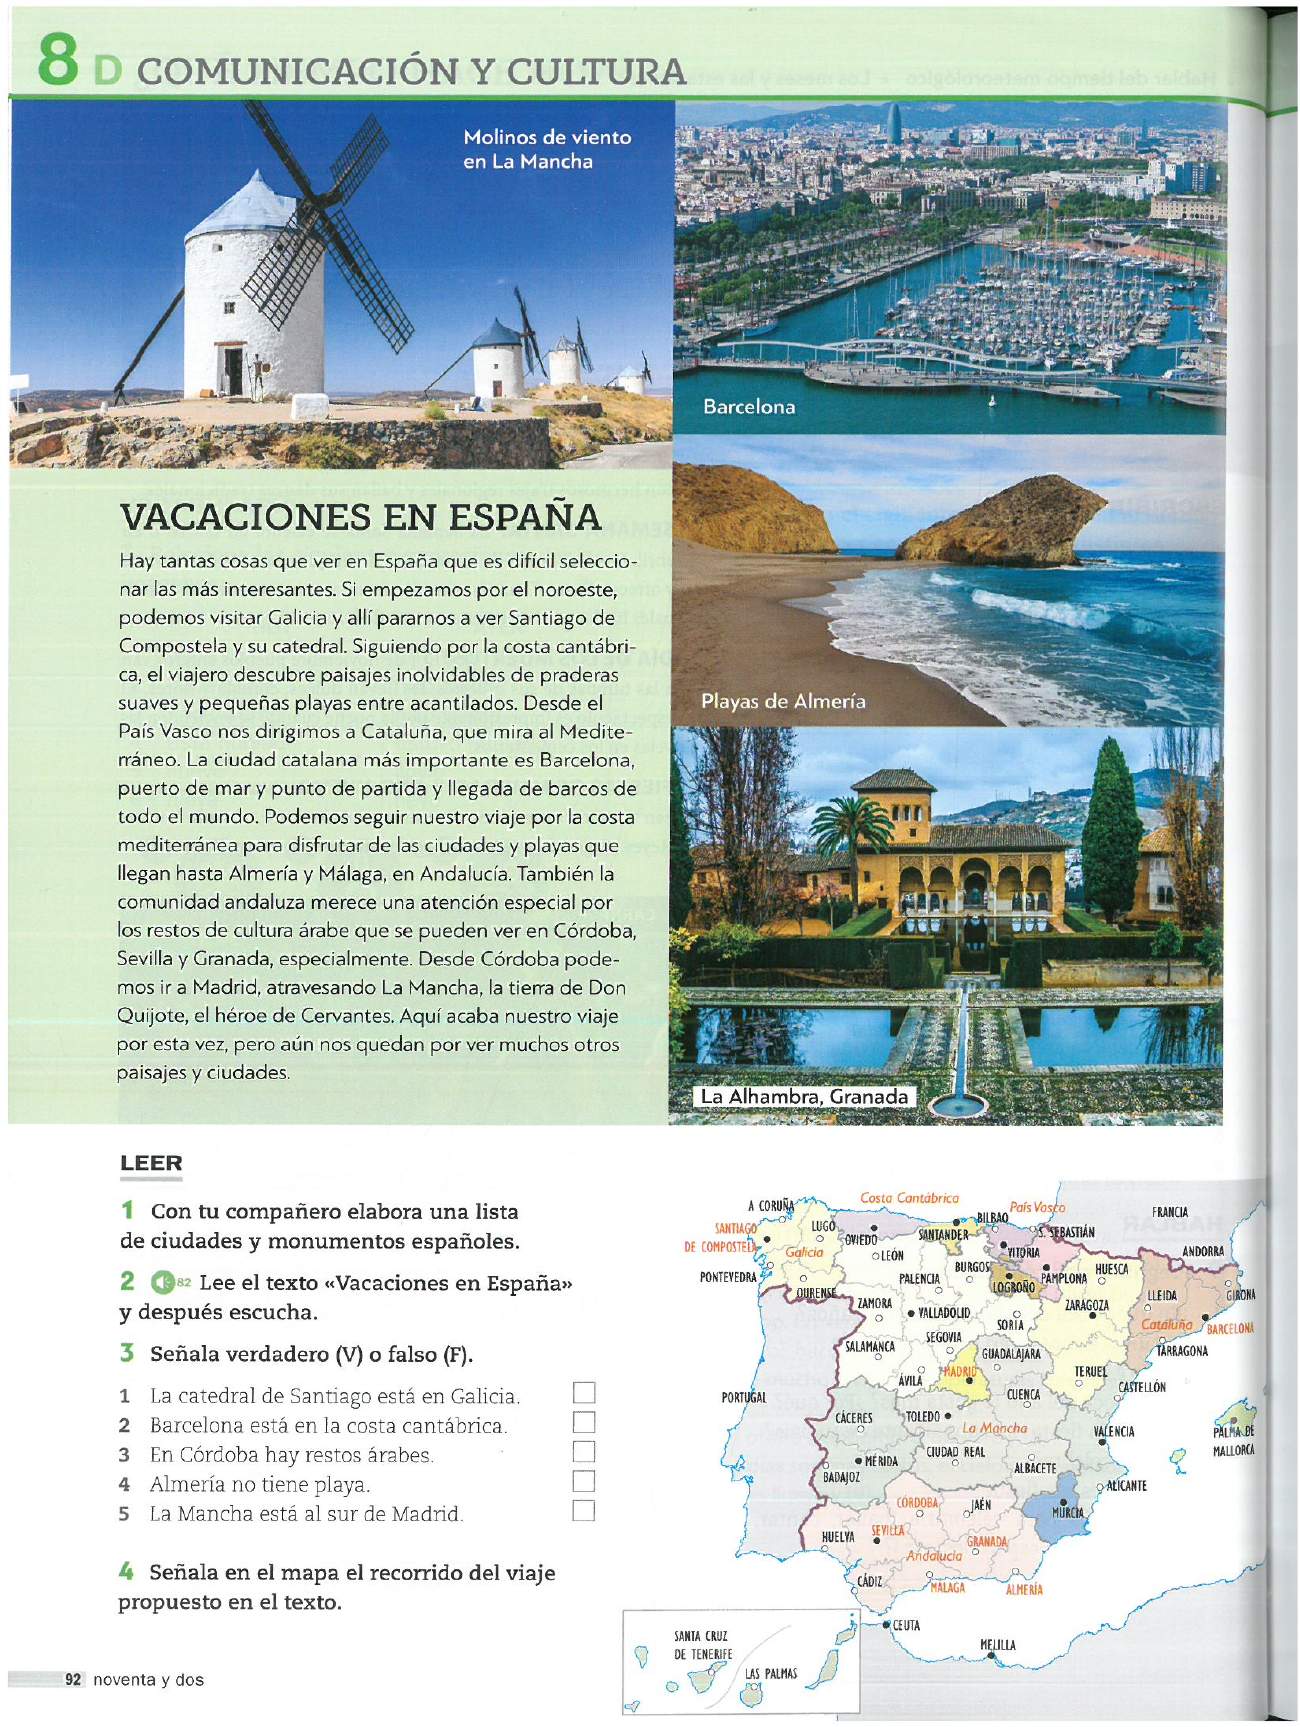 8 D COMUNICACIÓN Y CULTURA
Molinos de viento
en La Mancha
Barcelona
Playas de Almería
La Alhambra, Granada
VACACIONES EN ESPAÑA
Hay tantas cosas que ver en España que es difícil seleccio-
nar las más interesantes. Si empezamos por el noroeste,
podemos visitar Galicia y allí pararnos a ver Santiago de
Compostela y su catedral. Siguiendo por la costa cantábri-
ca, el viajero descubre paisajes inolvidables de praderas
suaves y pequeñas playas entre acantilados. Desde el
País Vasco nos dirigimos a Cataluña, que mira al Medite-
rráneo. La ciudad catalana más importante es Barcelona,
puerto de mar y punto de partida y llegada de barcos de
todo el mundo. Podemos seguir nuestro viaje por la costa
mediterránea para disfrutar de las ciudades y playas que
llegan hasta Almería y Málaga, en Andalucía. También la
comunidad andaluza merece una atención especial por
los restos de cultura árabe que se pueden ver en Córdoba,
Sevilla y Granada, especialmente. Desde Córdoba pode-
mos ir a Madrid, atravesando La Mancha, la tierra de Don
Quijote, el héroe de Cervantes. Aquí acaba nuestro viaje
por esta vez, pero aún nos quedan por ver muchos otros
paisajes y ciudades.
LEER
1 Con tu compañero elabora una lista
de ciudades y monumentos españoles.
2 82 Lee el texto «Vacaciones en España»
y después escucha.
3 Señala verdadero (V) o falso (F).
1 La catedral de Santiago está en Galicia.
2 Barcelona está en la costa cantábrica.
3 En Córdoba hay restos árabes.
4 Almería no tiene playa.
5 La Mancha está al sur de Madrid.
4 Señala en el mapa el recorrido del viaje
propuesto en el texto.
Costa Cantábrica
A CORUÑA
País Vasco
FRANCIA
SANTIAGO
DE COMPOSTELA
LUGO
OVIEDO
SANTANDER
BILBAO
S. SEBASTIÁN
Galicia
LEÓN
VITORIA
ANDORRA
PONTEVEDRA
OURENSE
PALENCIA
BURGOS
LOGROÑO
PAMPLONA
HUESCA
LLEIDA
GIRONA
ZAMORA
VALLADOLID
SORIA
ZARAGOZA
Cataluña
BARCELONA
SALAMANCA
SEGOVIA
GUADALAJARA
TARRAGONA
ÁVILA
MADRID
TERUEL
CASTELLÓN
PORTUGAL
CUENCA
CÁCERES
TOLEDO
La Mancha
VALENCIA
PALMA DE
MALLORCA
MÉRIDA
CIUDAD REAL
ALBACETE
BADAJOZ
ALICANTE
CÓRDOBA
JAÉN
MURCIA
HUELVA
SEVILLA
GRANADA
Andalucía
CÁDIZ
MÁLAGA
ALMERÍA
CEUTA
MELILLA
SANTA CRUZ
DE TENERIFE
LAS PALMAS
92 noventa y dos